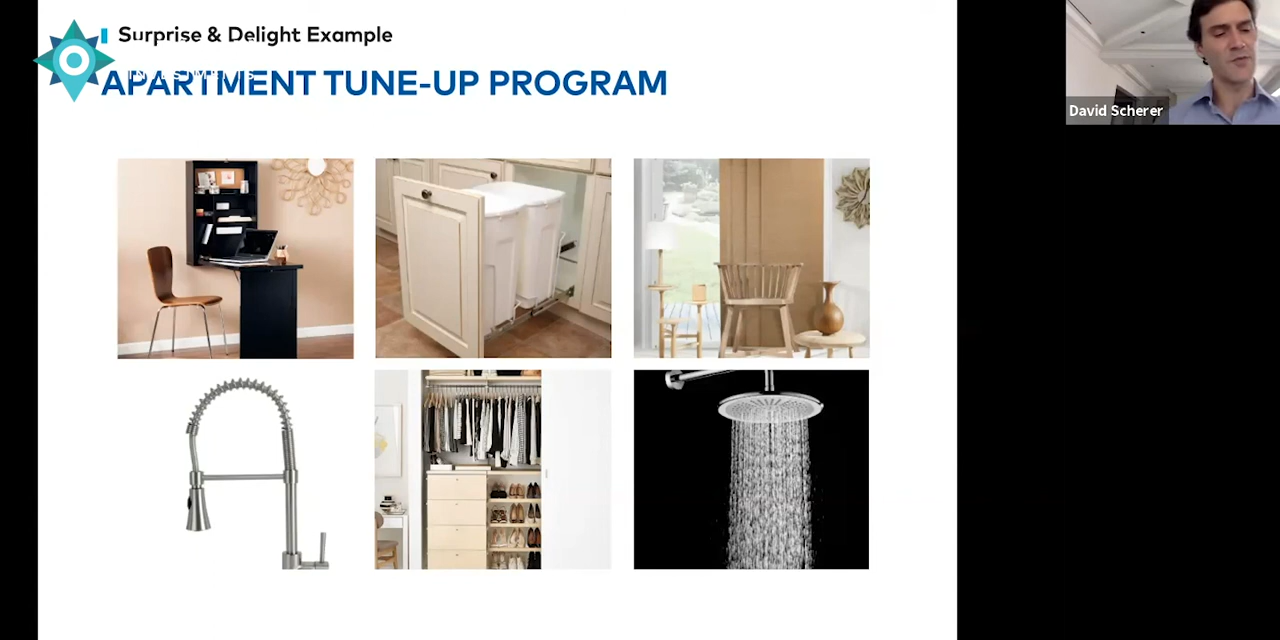 Surprise & Delight Example
APARTMENT TUNE-UP PROGRAM
David Scherer